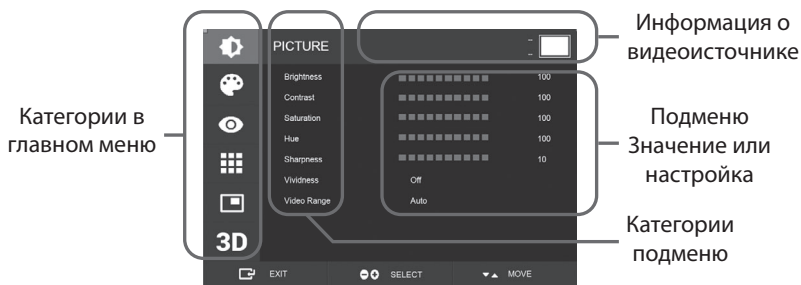 Информация о
видеоисточнике
PICTURE
Brightness 100
Contrast 100
Saturation 100
Hue 100
Sharpness 10
Vividness Off
Video Range Auto
3D
EXIT SELECT MOVE
Категории в
главном меню
Подменю
Значение или
настройка
Категории
подменю